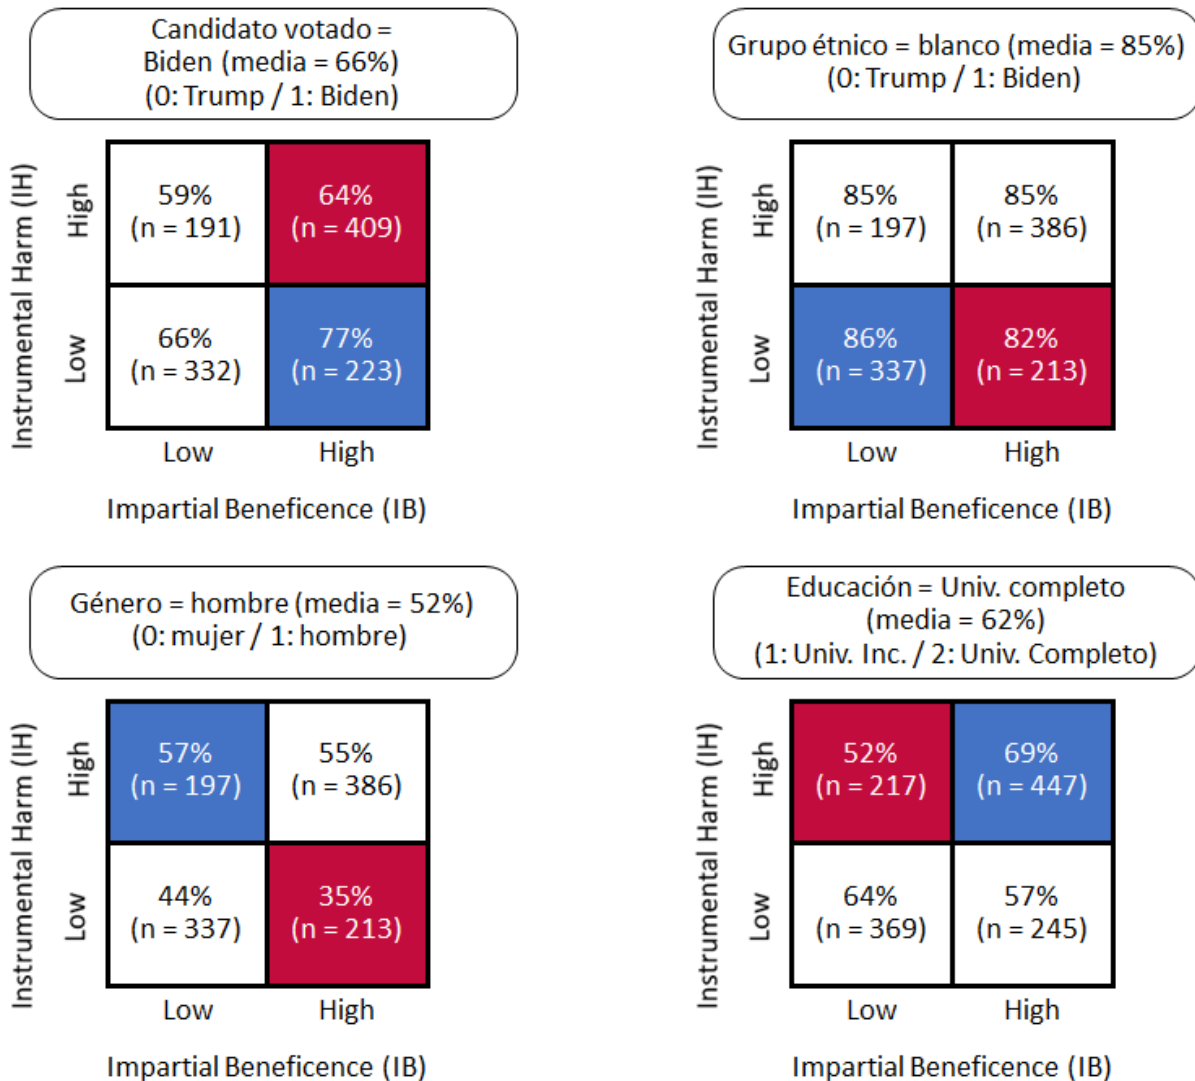 Candidato votado =
Biden (media = 66%)
(0: Trump / 1: Biden)
Instrumental Harm (IH)
High
Low
59%
(n = 191)
64%
(n = 409)
66%
(n = 332)
77%
(n = 223)
Low
High
Impartial Beneficence (IB)
Grupo étnico = blanco (media = 85%)
(0: Trump / 1: Biden)
Instrumental Harm (IH)
High
Low
85%
(n = 197)
85%
(n = 386)
86%
(n = 337)
82%
(n = 213)
Low
High
Impartial Beneficence (IB)
Género = hombre (media = 52%)
(0: mujer / 1: hombre)
Instrumental Harm (IH)
High
Low
57%
(n = 197)
55%
(n = 386)
44%
(n = 337)
35%
(n = 213)
Low
High
Impartial Beneficence (IB)
Educación = Univ. completo
(media = 62%)
(1: Univ. Inc. / 2: Univ. Completo)
Instrumental Harm (IH)
High
Low
52%
(n = 217)
69%
(n = 447)
64%
(n = 369)
57%
(n = 245)
Low
High
Impartial Beneficence (IB)